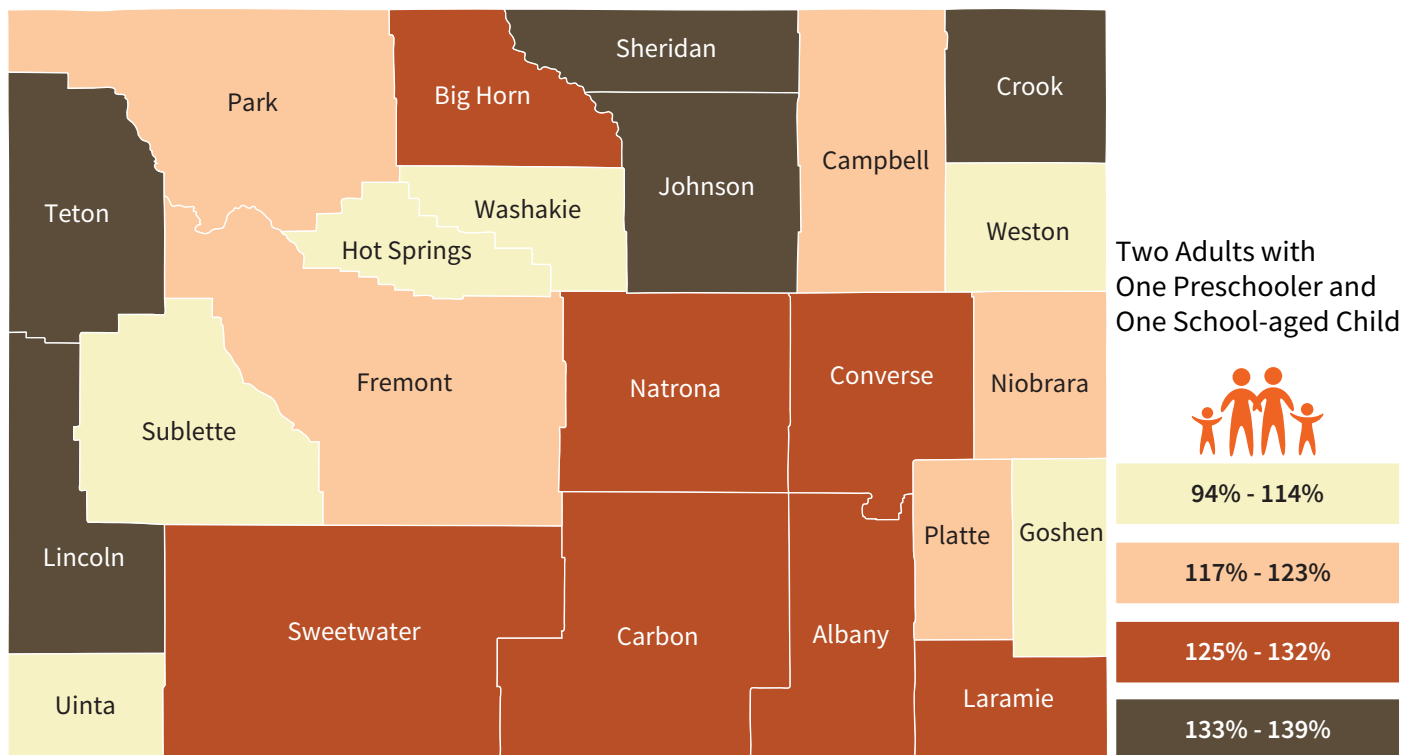 Sheridan
Crook
Park
Big Horn
Campbell
Johnson
Teton
Washakie
Weston
Hot Springs
Two Adults with
One Preschooler and
One School-aged Child
Fremont
Natrona
Converse
Niobrara
Sublette
94% - 114%
Platte
Goshen
Lincoln
117% - 123%
Sweetwater
Carbon
Albany
125% - 132%
Laramie
Uinta
133% - 139%